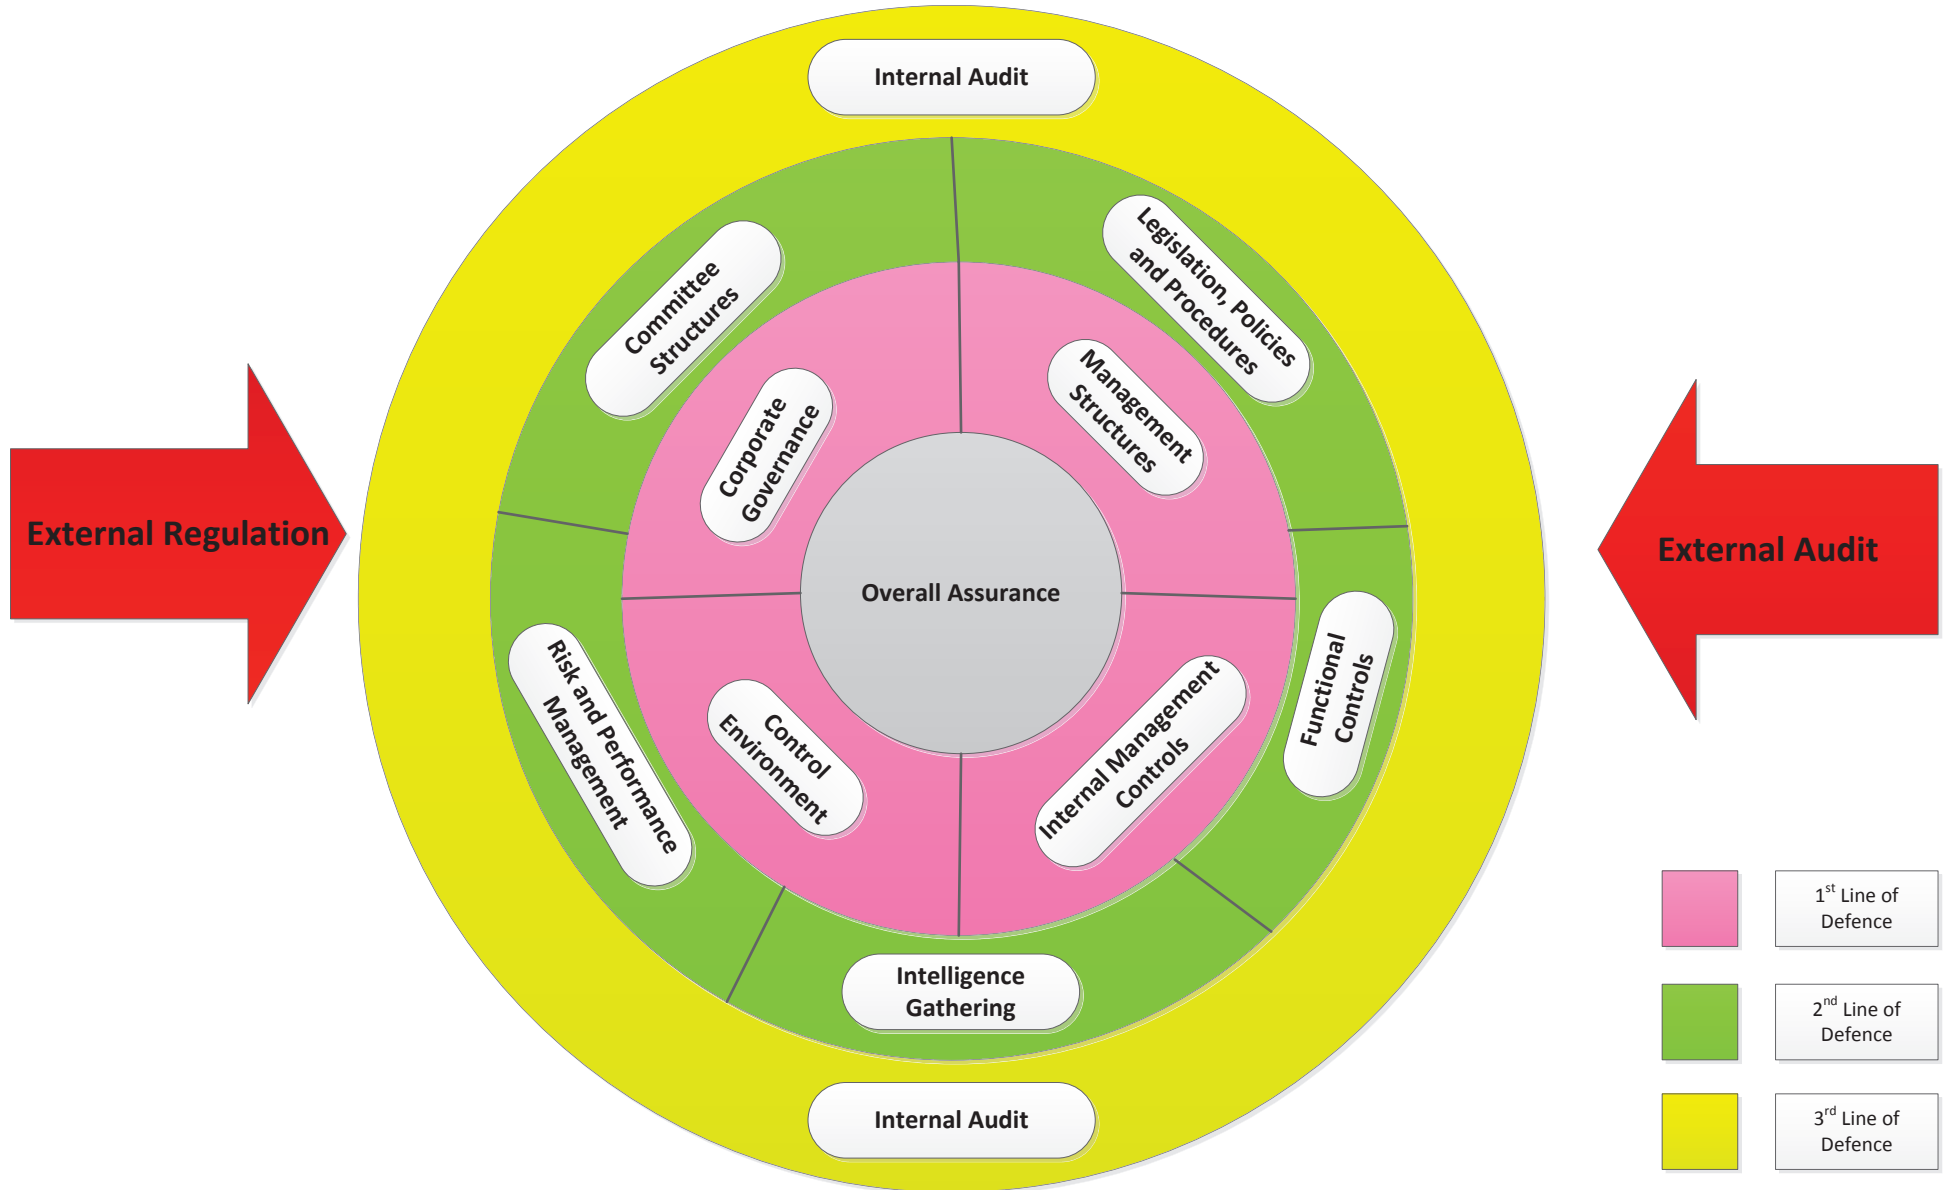 Internal Audit
Committee
Structures
Legislation, Policies
and Procedures
Corporate
Governance
Management
Structures
External Regulation
External Audit
Overall Assurance
Risk and Performance
Management
Control
Environment
Internal Management
Controls
Functional
Controls
Intelligence
Gathering
Internal Audit
1st Line of
Defence
2nd Line of
Defence
3rd Line of
Defence